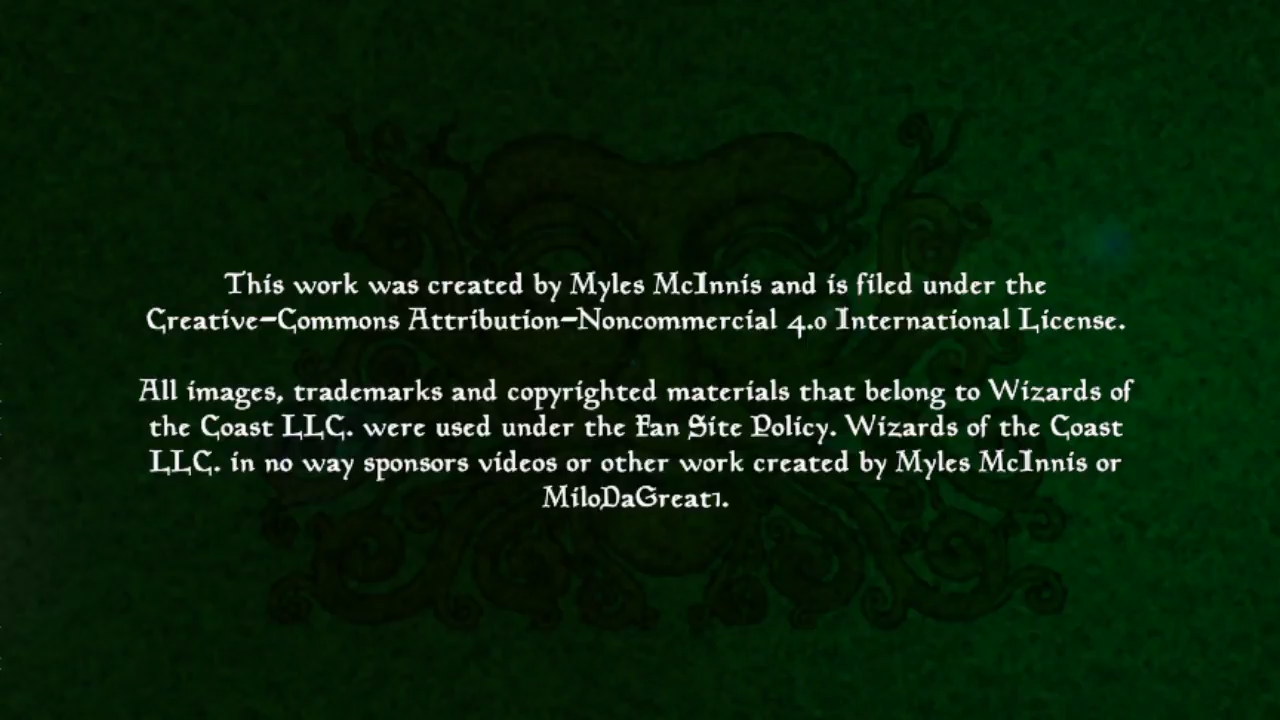 This work was created by Myles McInnis and is filed under the
Creative-Commons Attribution-Noncommercial 4.0 International License.
All images, trademarks and copyrighted materials that belong to Wizards of
the Coast LLC. were used under the Fan Site Policy. Wizards of the Coast
LLC. in no way sponsors videos or other work created by Myles McInnis or
MiloDaGreat1.